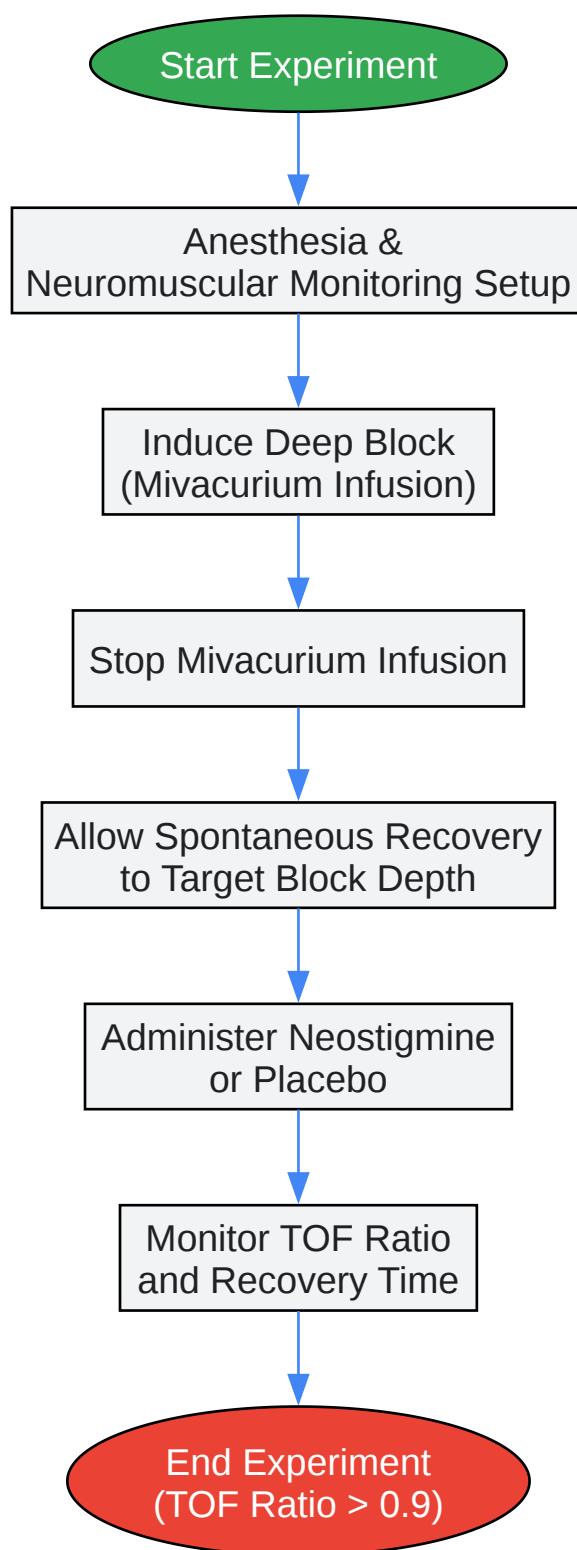 Start Experiment
Anesthesia &
Neuromuscular Monitoring Setup
Induce Deep Block
(Mivacurium Infusion)
Stop Mivacurium Infusion
Allow Spontaneous Recovery
to Target Block Depth
Administer Neostigmine
or Placebo
Monitor TOF Ratio
and Recovery Time
End Experiment
(TOF Ratio > 0.9)